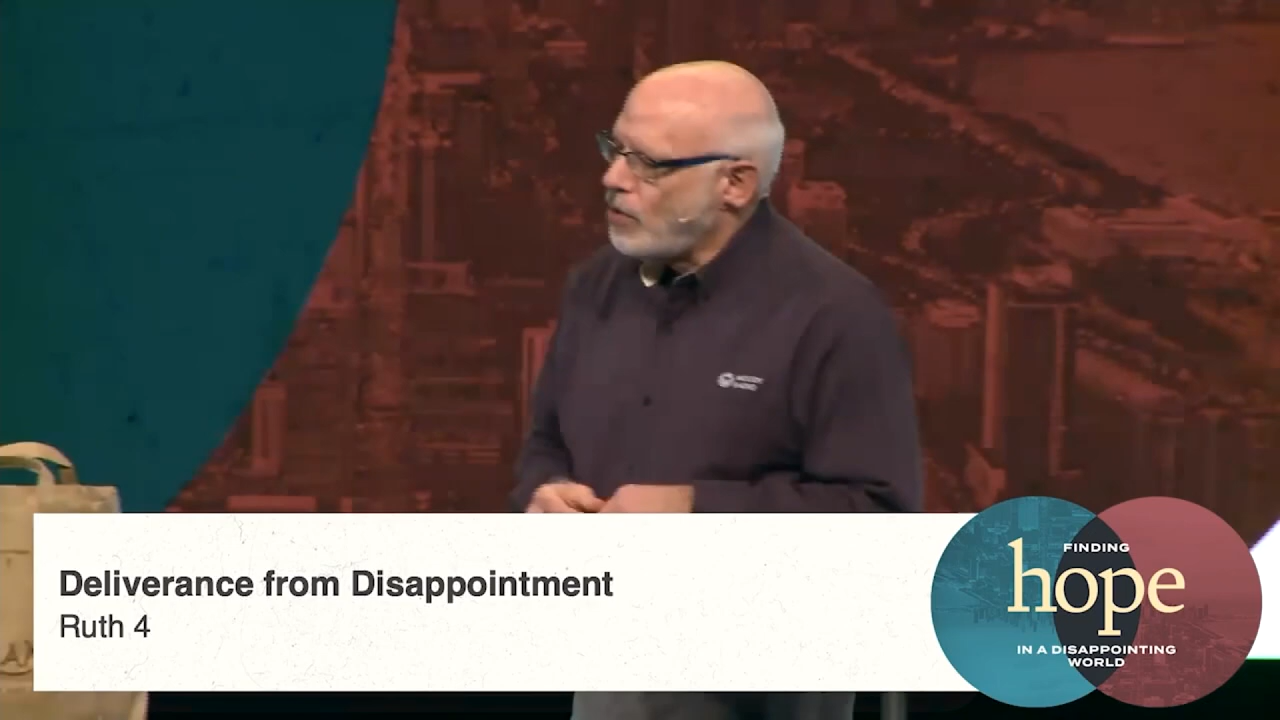 Deliverance from Disappointment
Ruth 4
FINDING
hope
IN A DISAPPOINTING
WORLD